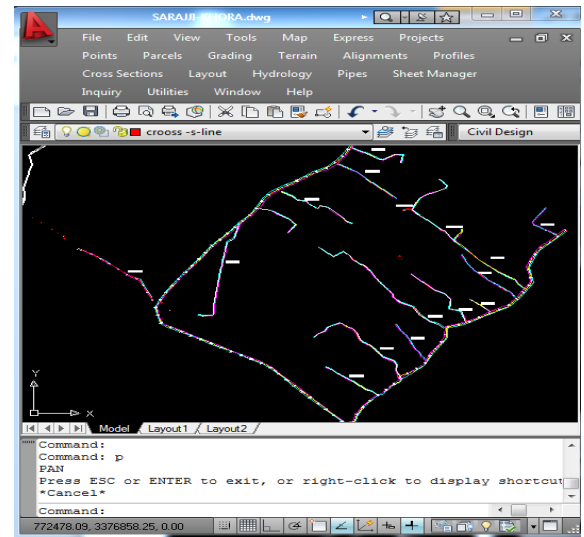 SARAJJI- HORA.dwg
File Edit View Tools Map Express Projects
Points Parcels Grading Terrain Alignments Profiles
Cross Sections Layout Hydrology Pipes Sheet Manager
Inquiry Utilities Window Help
crooss -s-line Civil Design
Y
X
Model Layout1 Layout2
Command:
Command: p
PAN
Press ESC or ENTER to exit, or right-click to display shortcut
*Cancel*
Command:
772478.09, 3376858.25, 0.00